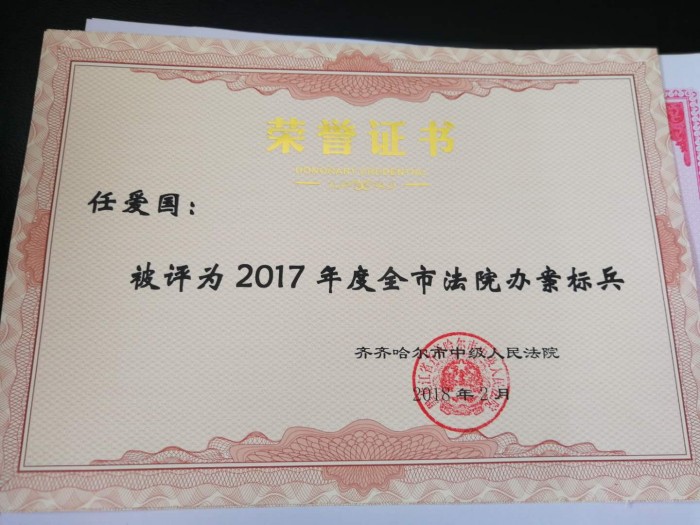 荣誉证书
任爱国：
被评为2017年度全市法院办案标兵
齐齐哈尔市中级人民法院
2018年2月